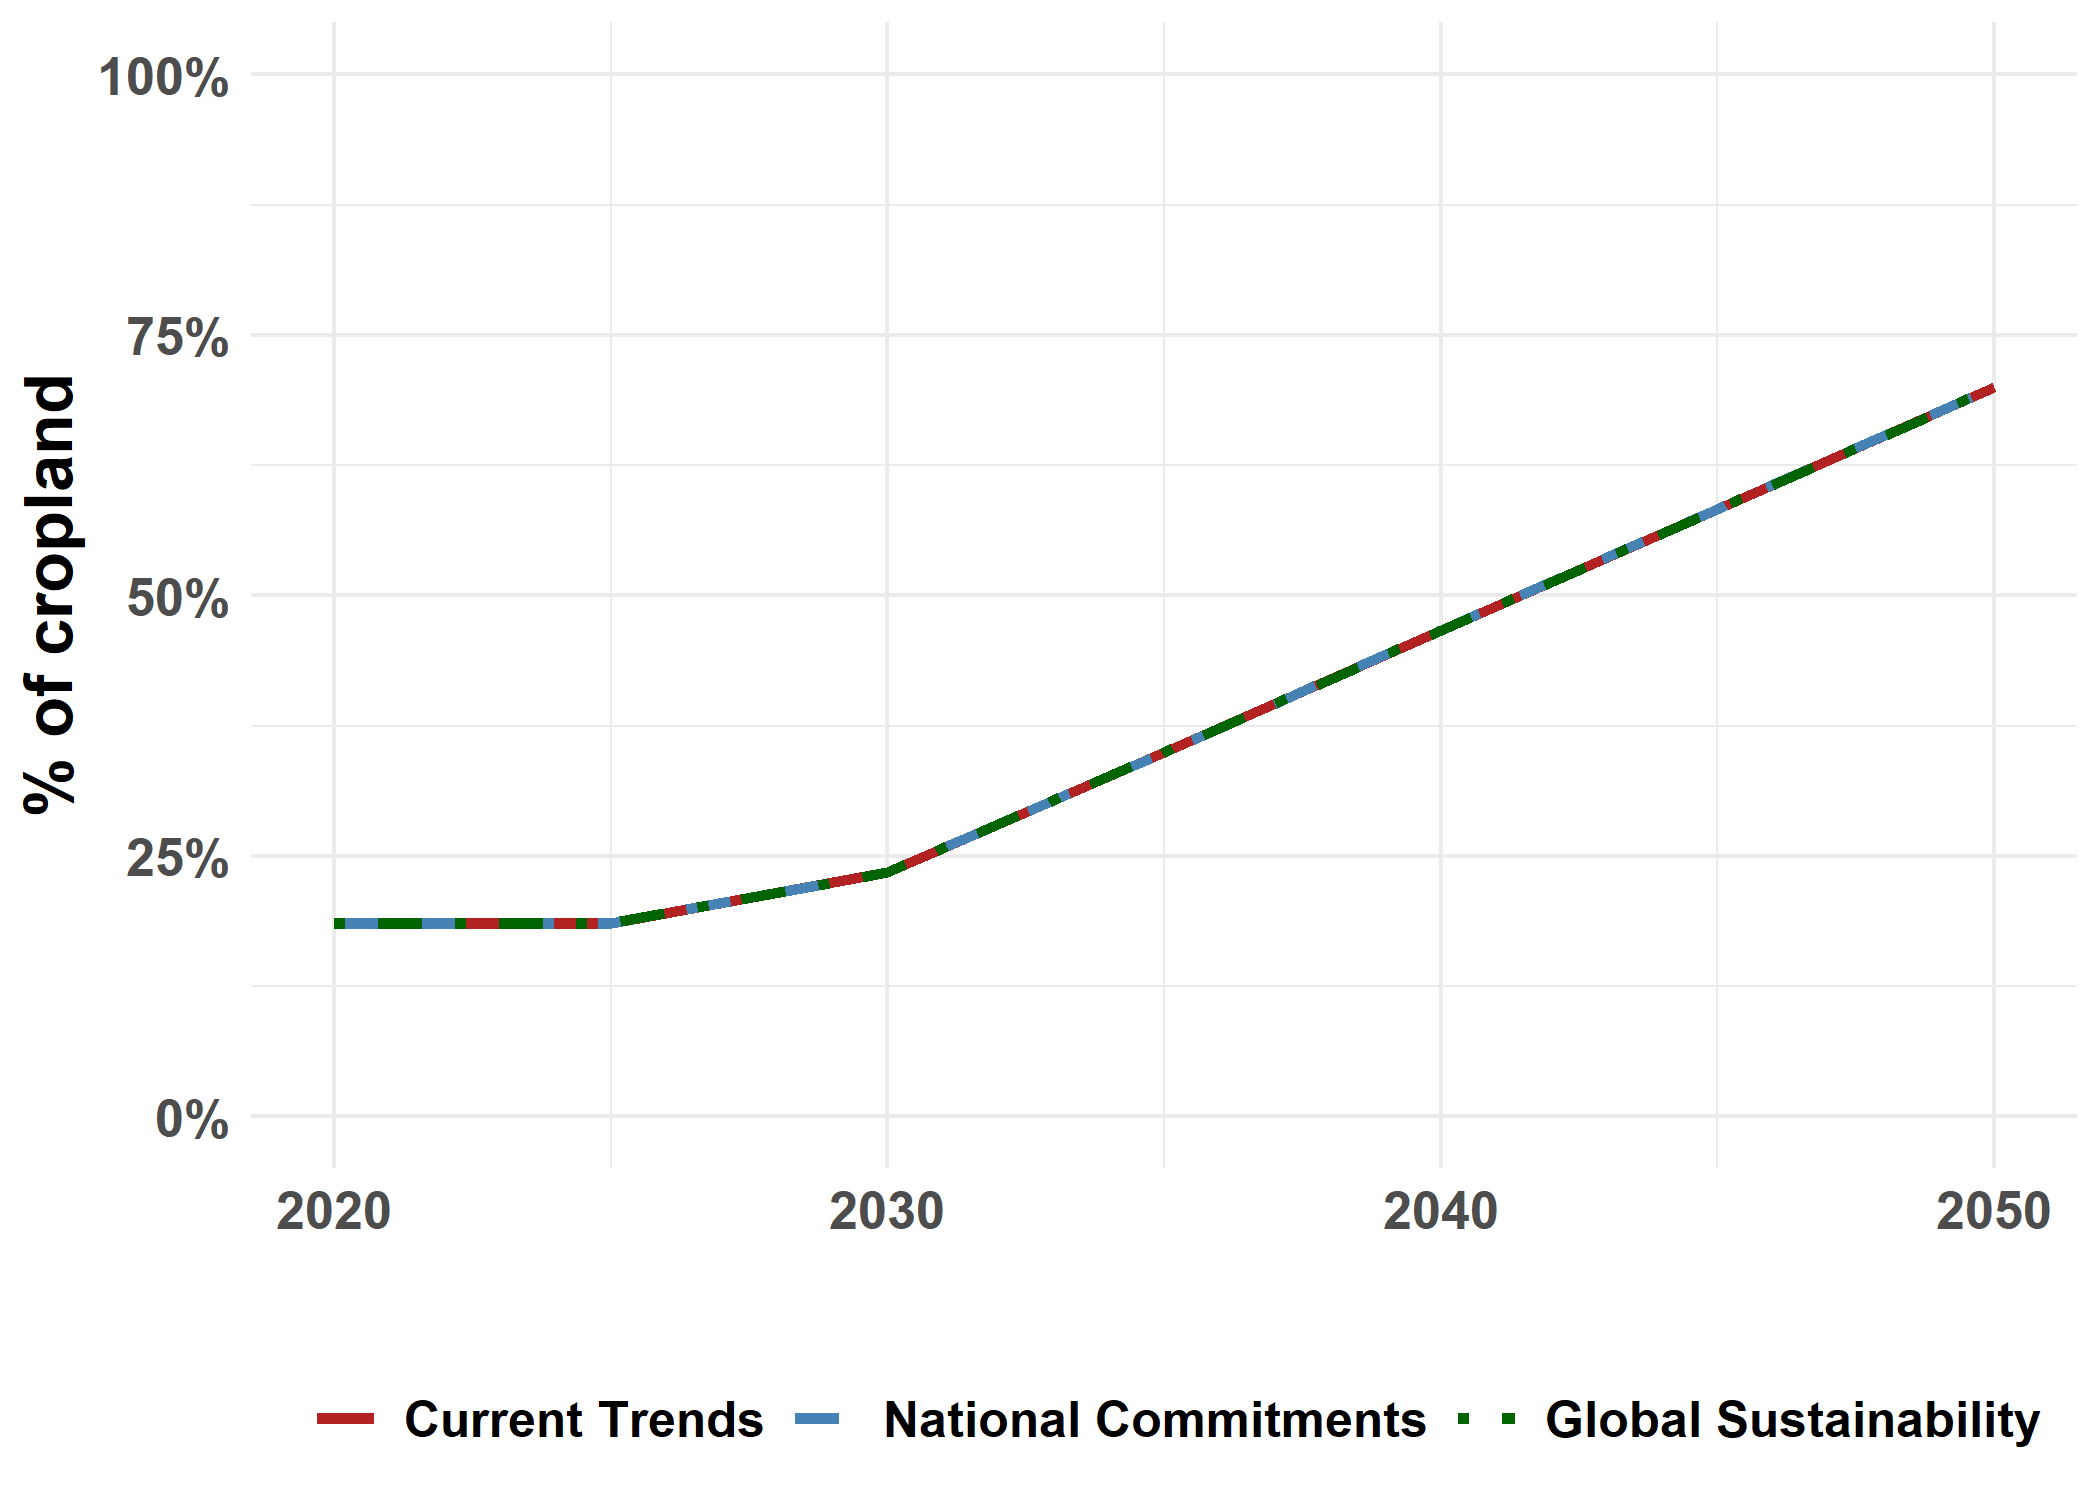 100%
75%
50%
25%
0%
% of cropland
2020 2030 2040 2050
Current Trends National Commitments Global Sustainability